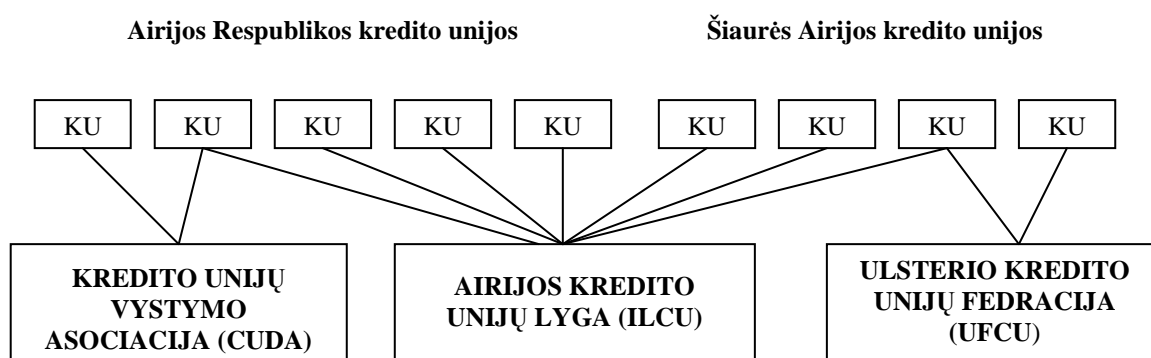 Airijos Respublikos kredito unijos
Šiaurės Airijos kredito unijos
KU KU KU KU KU KU KU KU KU
KREDITO UNIJŲ
VYSTYMO
ASOCIACIJA (CUDA)
AIRIJOS KREDITO
UNIJŲ LYGA (ILCU)
ULSTERIO KREDITO
UNIJŲ FEDRACIJA
(UFCU)